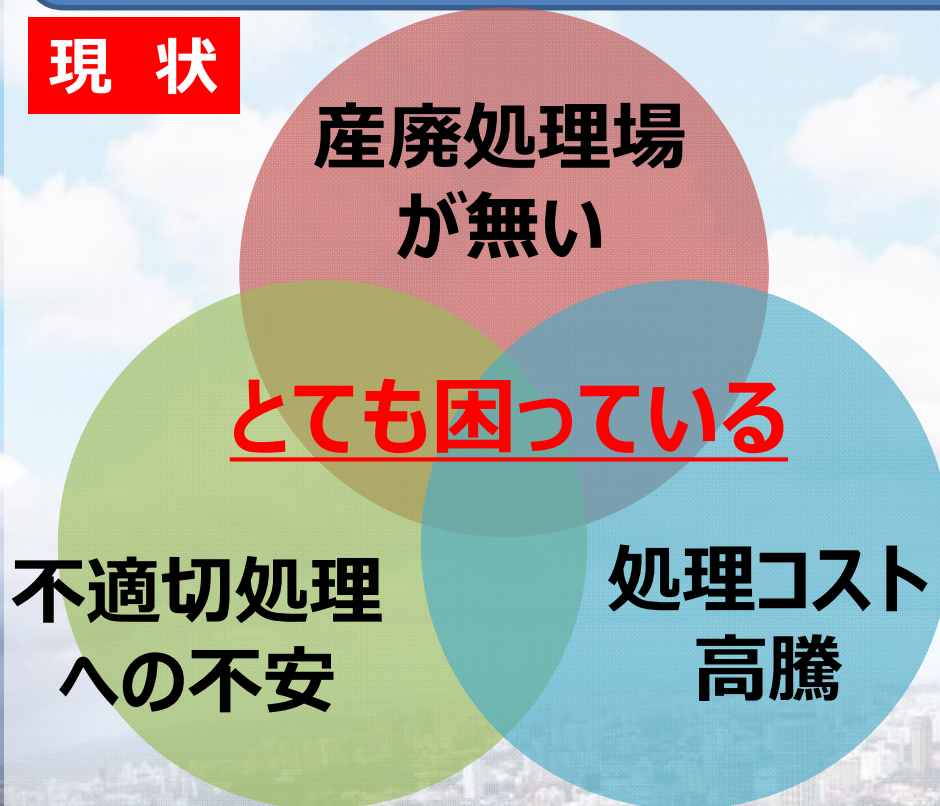 現 状
産廃処理場
が無い
とても困っている
不適切処理
への不安
処理コスト
高騰